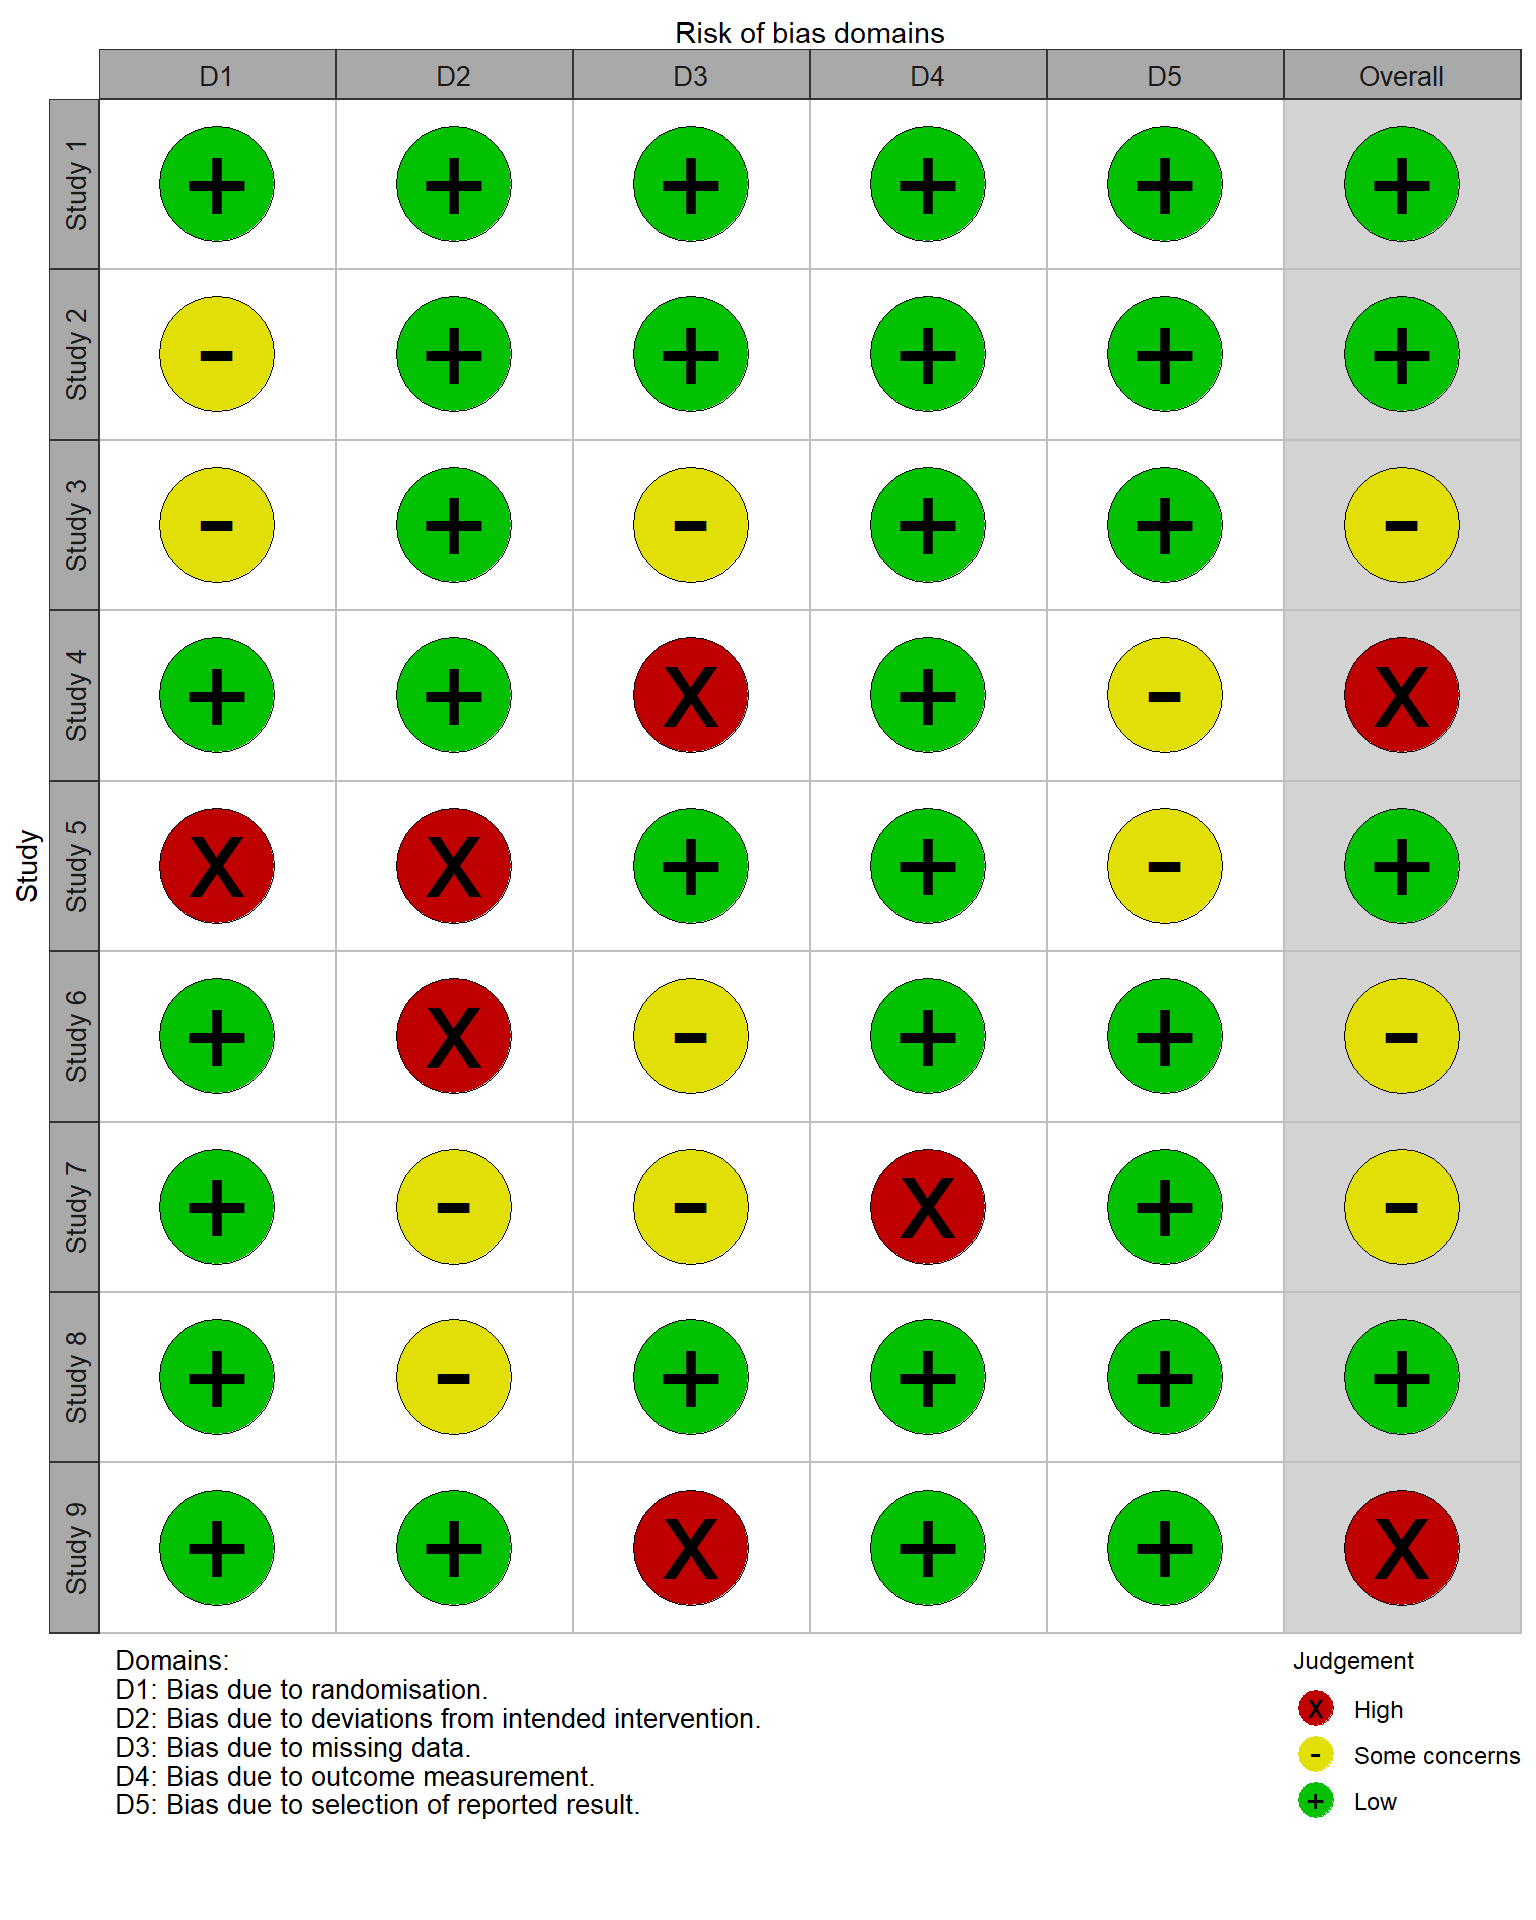 Risk of bias domains
D1 D2 D3 D4 D5 Overall
Study
Study 1 + + + + + +
Study 2 - + + + + +
Study 3 - + - + + -
Study 4 + + X + - X
Study 5 X X + + - +
Study 6 + X - + + -
Study 7 + - - X + -
Study 8 + - + + + +
Study 9 + + X + + X
Domains:
D1: Bias due to randomisation.
D2: Bias due to deviations from intended intervention.
D3: Bias due to missing data.
D4: Bias due to outcome measurement.
D5: Bias due to selection of reported result.
Judgement
X High
- Some concerns
+ Low